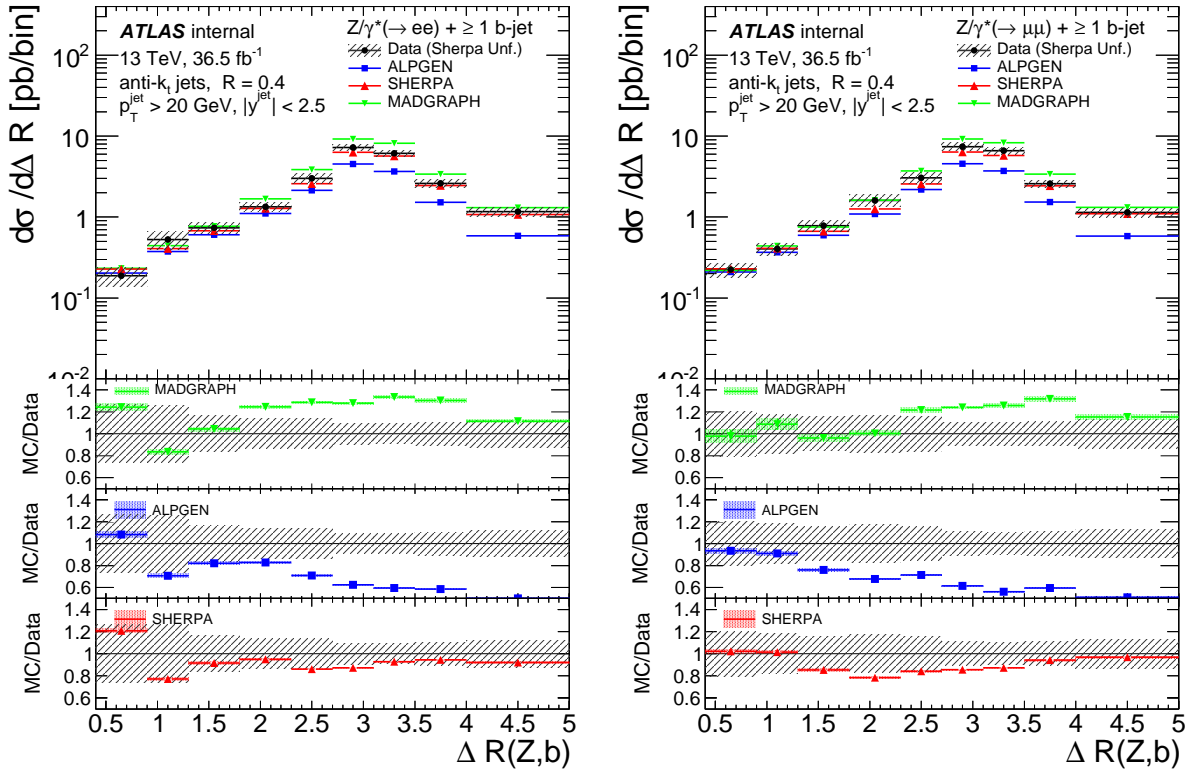 ATLAS internal
13 TeV, 36.5 fb⁻¹
anti-kt jets, R = 0.4
pTjet > 20 GeV, |yjet| < 2.5
Z/γ*(→ ee) + ≥ 1 b-jet
Data (Sherpa Unf.)
ALPGEN
SHERPA
MADGRAPH
dσ/dΔ R [pb/bin]
10²
10
1
10⁻¹
10⁻²
MADGRAPH
MC/Data
1.4
1.2
1
0.8
0.6
ALPGEN
MC/Data
1.4
1.2
1
0.8
0.6
SHERPA
MC/Data
1.4
1.2
1
0.8
0.6
0.5 1 1.5 2 2.5 3 3.5 4 4.5 5
Δ R(Z,b)
ATLAS internal
13 TeV, 36.5 fb⁻¹
anti-kt jets, R = 0.4
pTjet > 20 GeV, |yjet| < 2.5
Z/γ*(→ μμ) + ≥ 1 b-jet
Data (Sherpa Unf.)
ALPGEN
SHERPA
MADGRAPH
dσ/dΔ R [pb/bin]
10²
10
1
10⁻¹
10⁻²
MADGRAPH
MC/Data
1.4
1.2
1
0.8
0.6
ALPGEN
MC/Data
1.4
1.2
1
0.8
0.6
SHERPA
MC/Data
1.4
1.2
1
0.8
0.6
0.5 1 1.5 2 2.5 3 3.5 4 4.5 5
Δ R(Z,b)